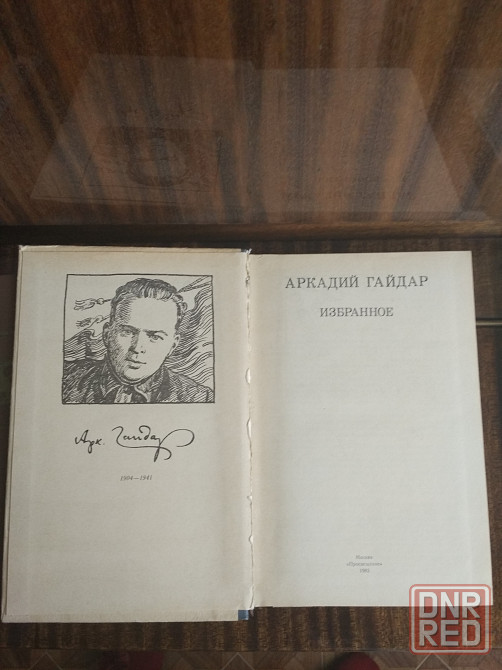 Арк. Гайдар
1904–1941
АРКАДИЙ ГАЙДАР
ИЗБРАННОЕ
Москва
«Просвещение»
DNR
RED